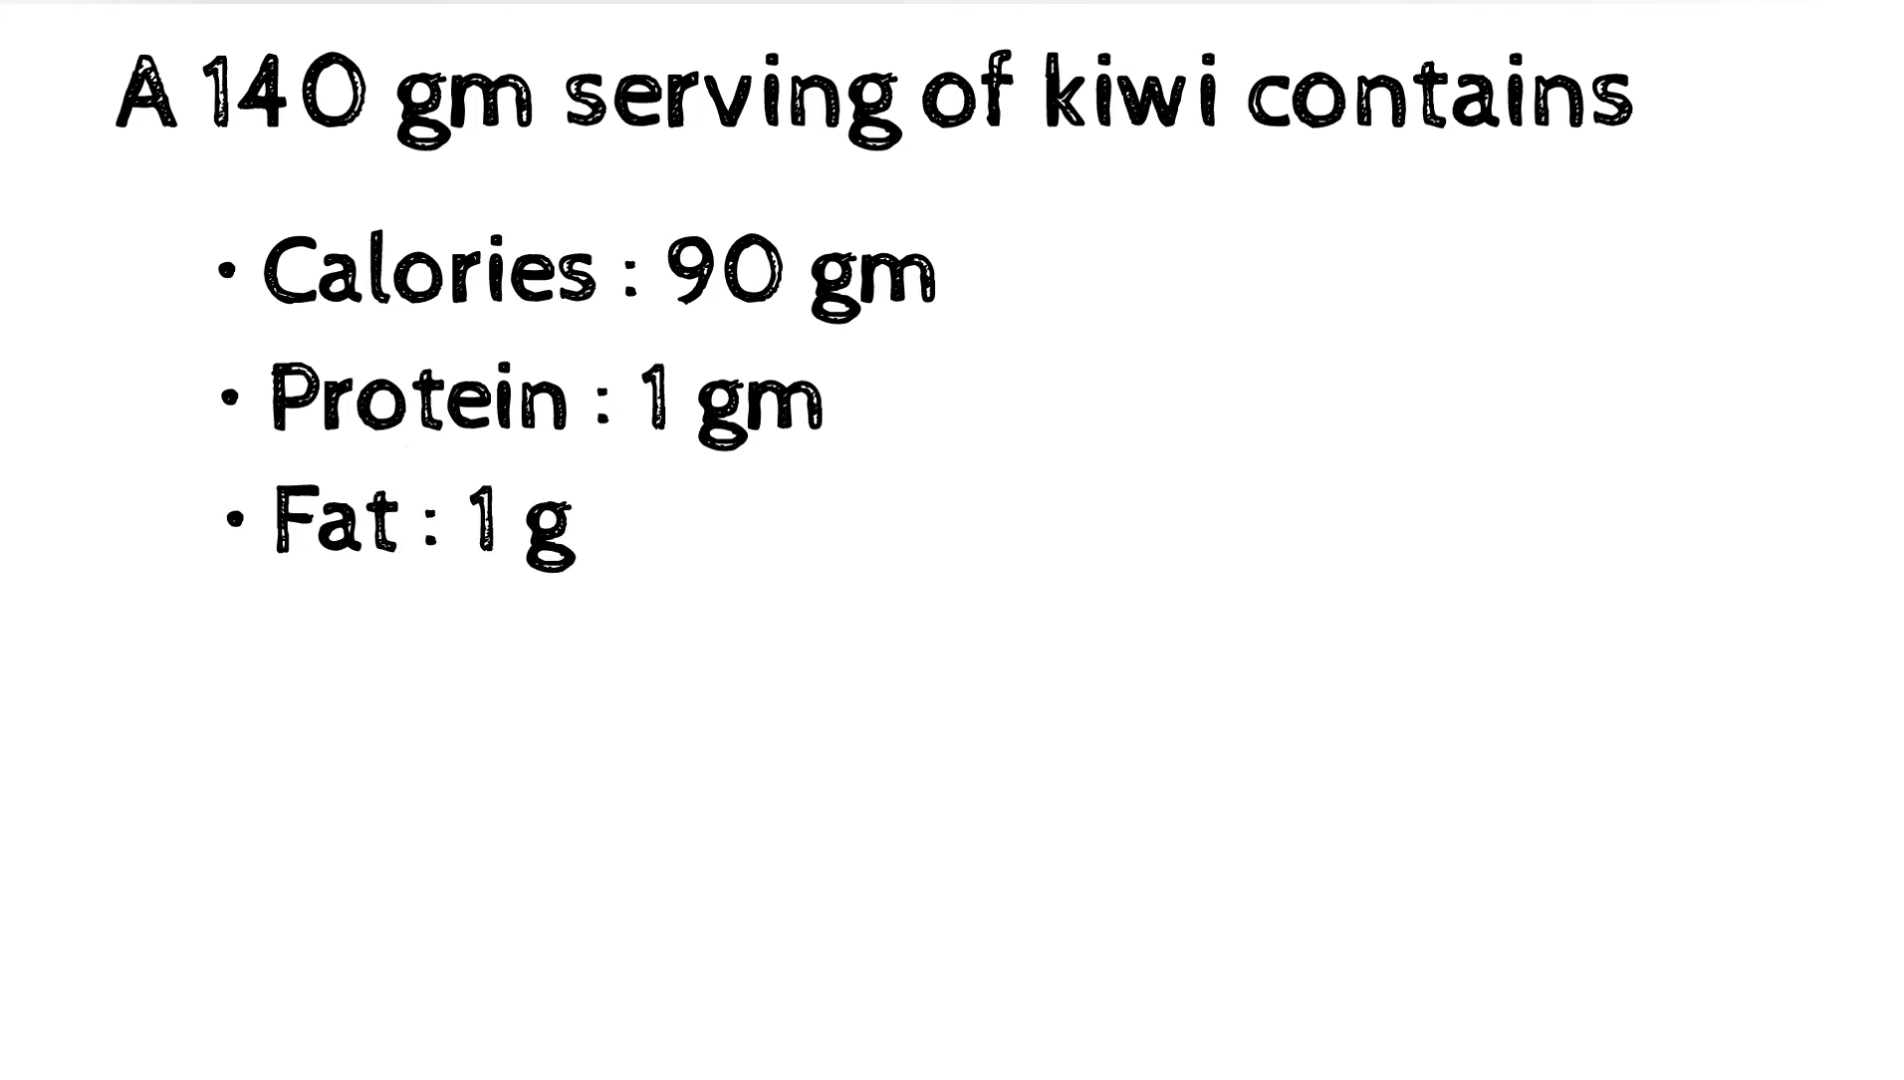 A 140 gm serving of kiwi contains
• Calories : 90 gm
• Protein : 1 gm
• Fat : 1 g